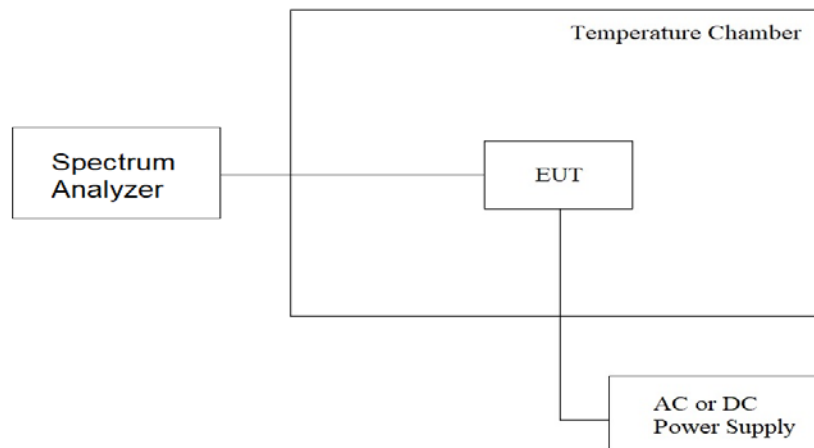 Temperature Chamber
Spectrum
Analyzer
EUT
AC or DC
Power Supply